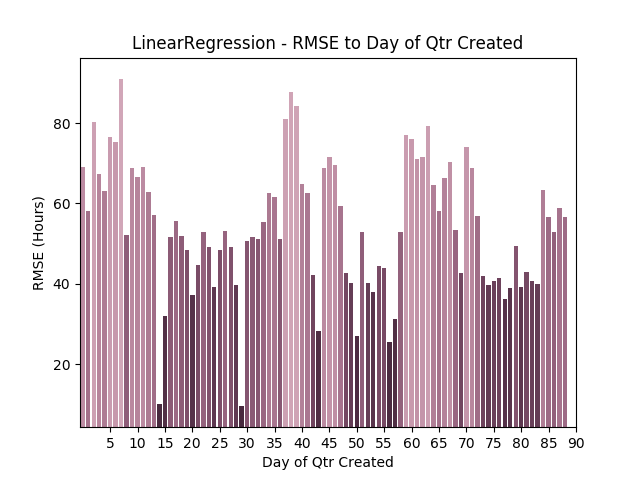 LinearRegression - RMSE to Day of Qtr Created
RMSE (Hours)
80
60
40
20
5 10 15 20 25 30 35 40 45 50 55 60 65 70 75 80 85 90
Day of Qtr Created